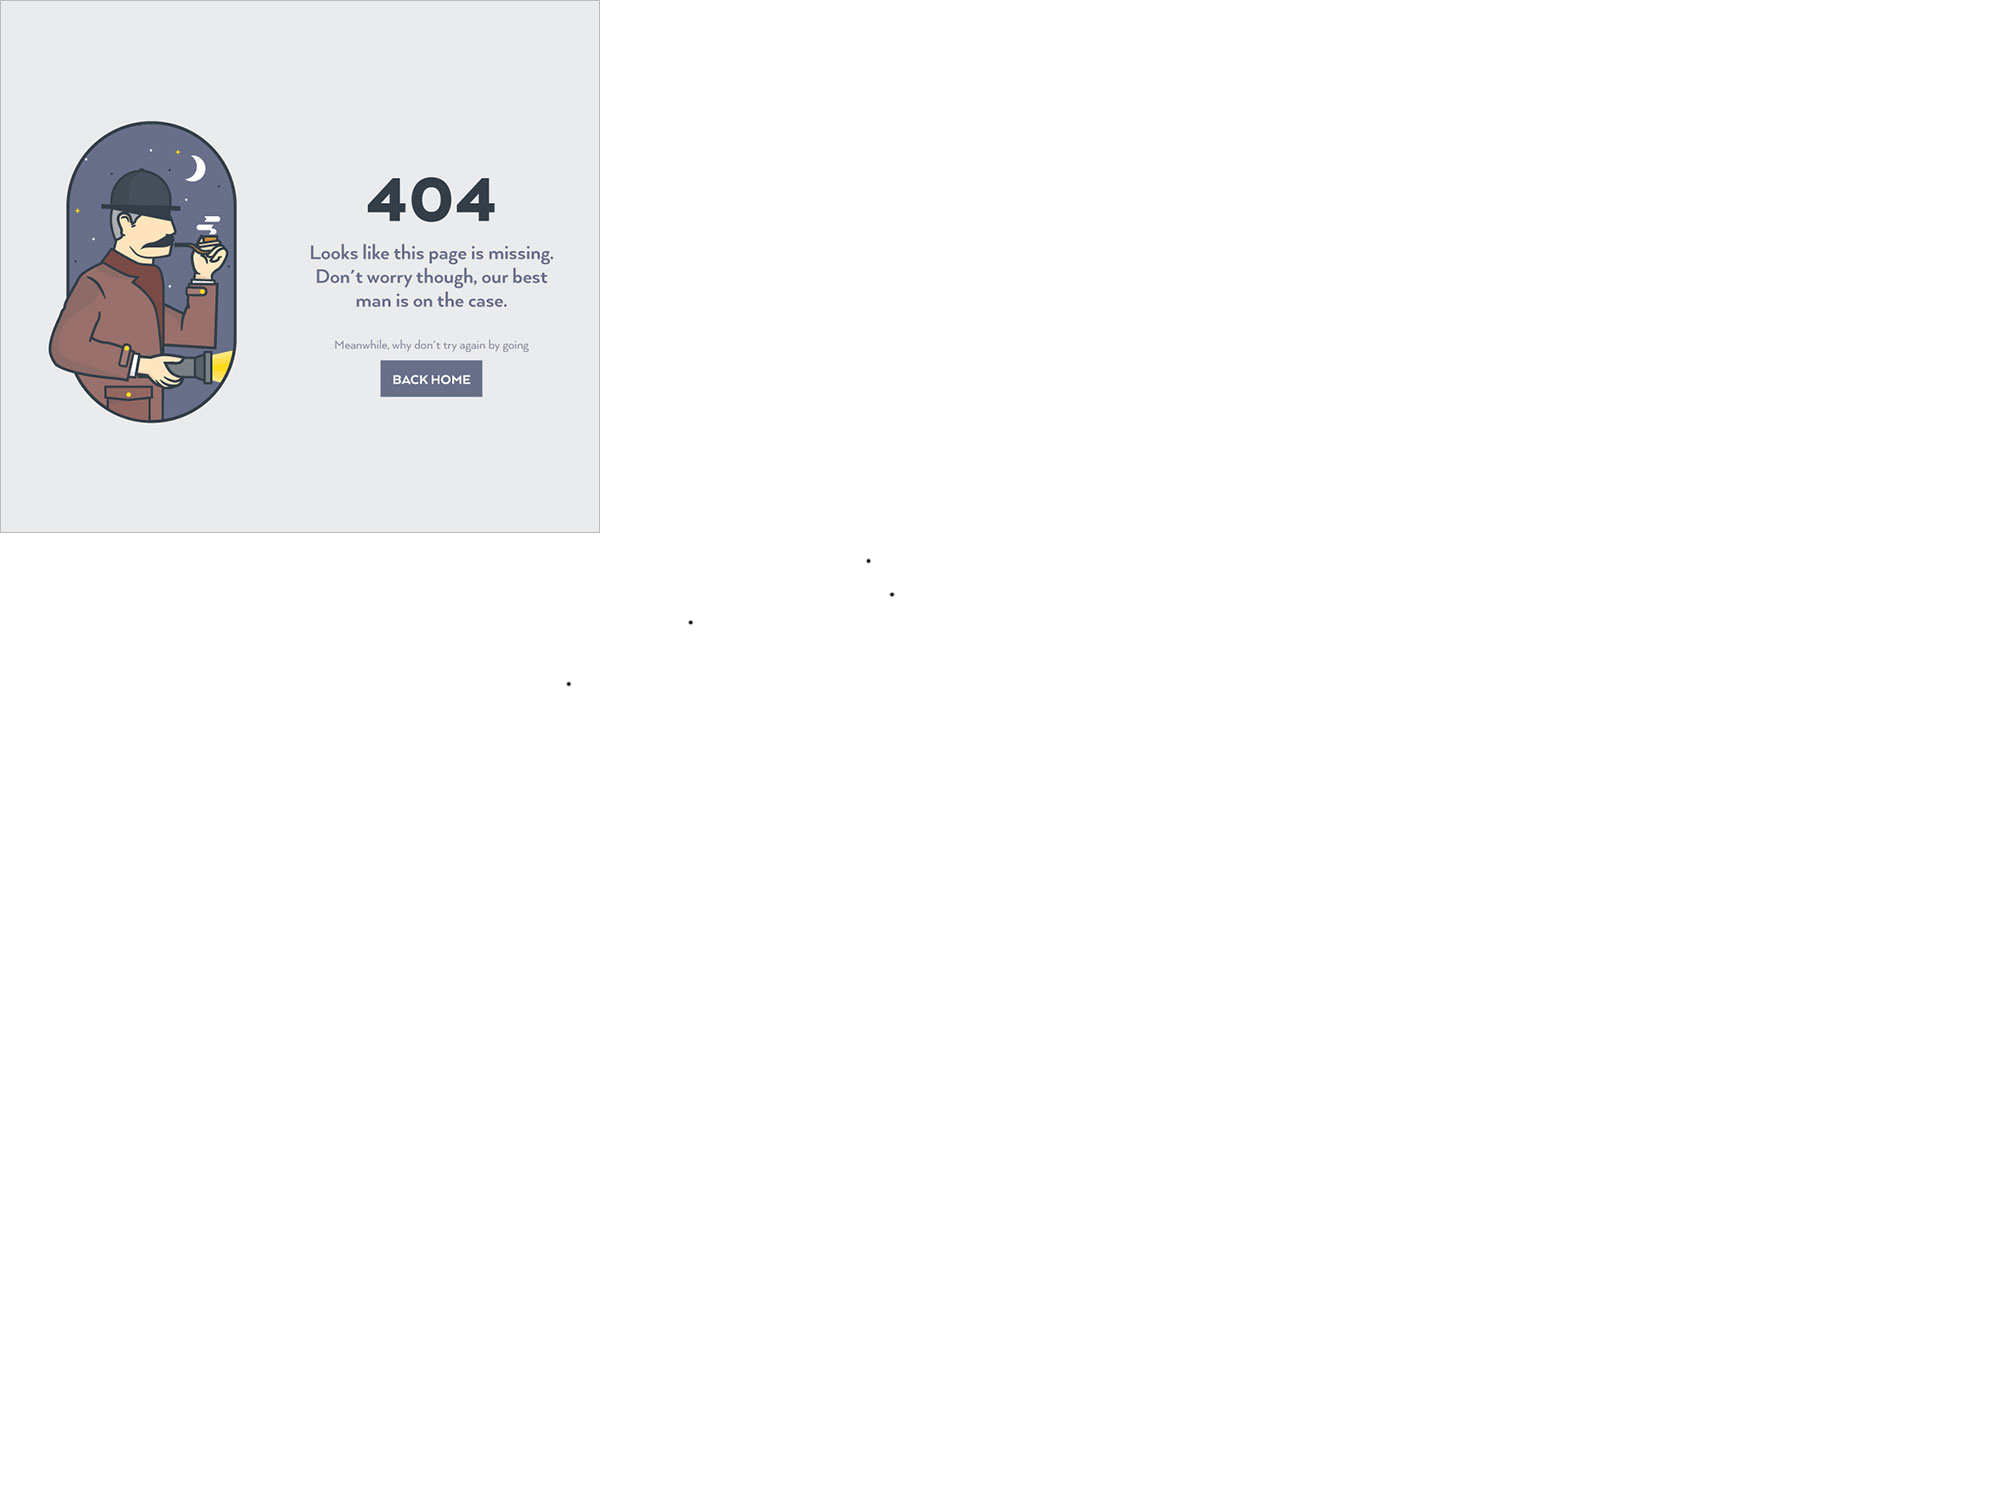 404
Looks like this page is missing.
Don't worry though, our best
man is on the case.
Meanwhile, why don't try again by going
BACK HOME